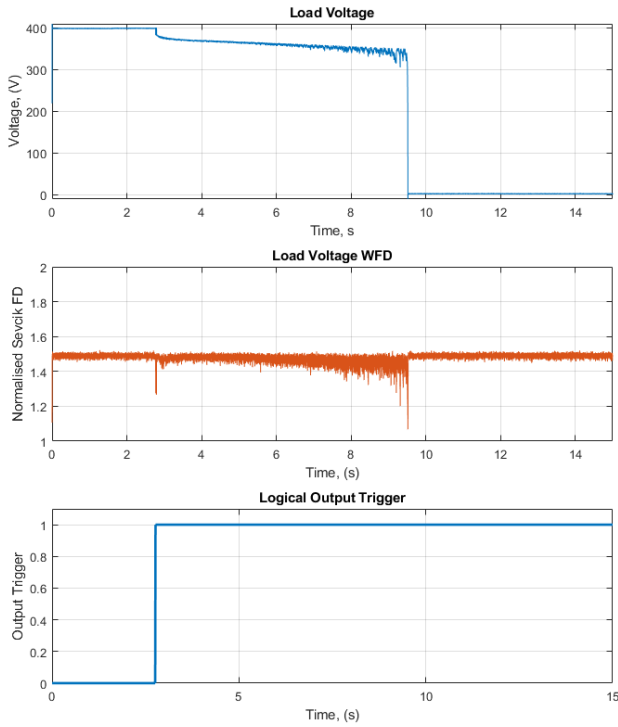 Load Voltage
Voltage, (V)
400
300
200
100
0
0 2 4 6 8 10 12 14
Time, s
Load Voltage WFD
Normalised Sevcik FD
2
1.8
1.6
1.4
1.2
1
0 2 4 6 8 10 12 14
Time, (s)
Logical Output Trigger
Output Trigger
1
0.8
0.6
0.4
0.2
0
0 5 10 15
Time, (s)